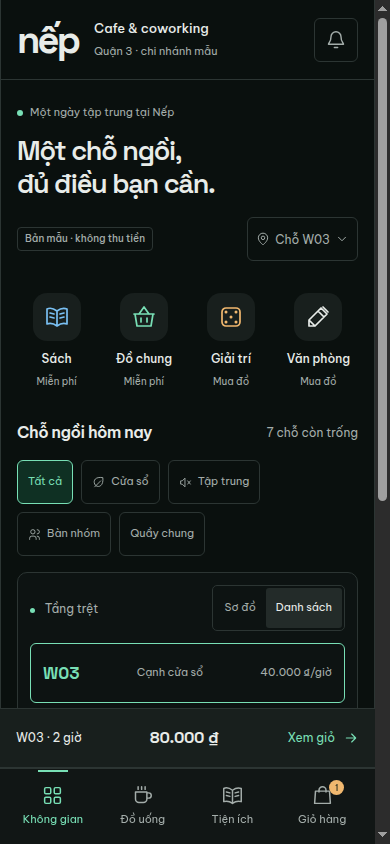 nếp
Cafe & coworking
Quận 3 · chi nhánh mẫu
Một ngày tập trung tại Nếp
Một chỗ ngồi,
đủ điều bạn cần.
Bản mẫu · không thu tiền
Chỗ W03
Sách
Miễn phí
Đồ chung
Miễn phí
Giải trí
Mua đồ
Văn phòng
Mua đồ
Chỗ ngồi hôm nay
7 chỗ còn trống
Tất cả
Cửa sổ
Tập trung
Bàn nhóm
Quầy chung
Tầng trệt
Sơ đồ
Danh sách
W03
Cạnh cửa sổ
40.000 ₫/giờ
W03 · 2 giờ
80.000 ₫
Xem giỏ
Không gian
Đồ uống
Tiện ích
1
Giỏ hàng